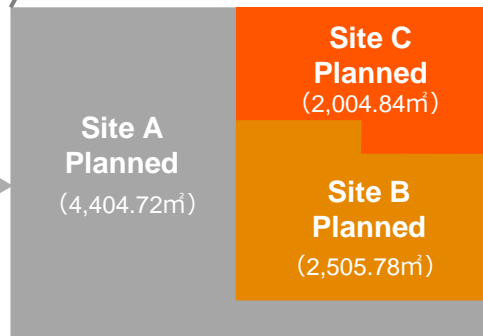 Site C
Planned
（2,004.84㎡）
Site A
Planned
（4,404.72㎡）
Site B
Planned
（2,505.78㎡）